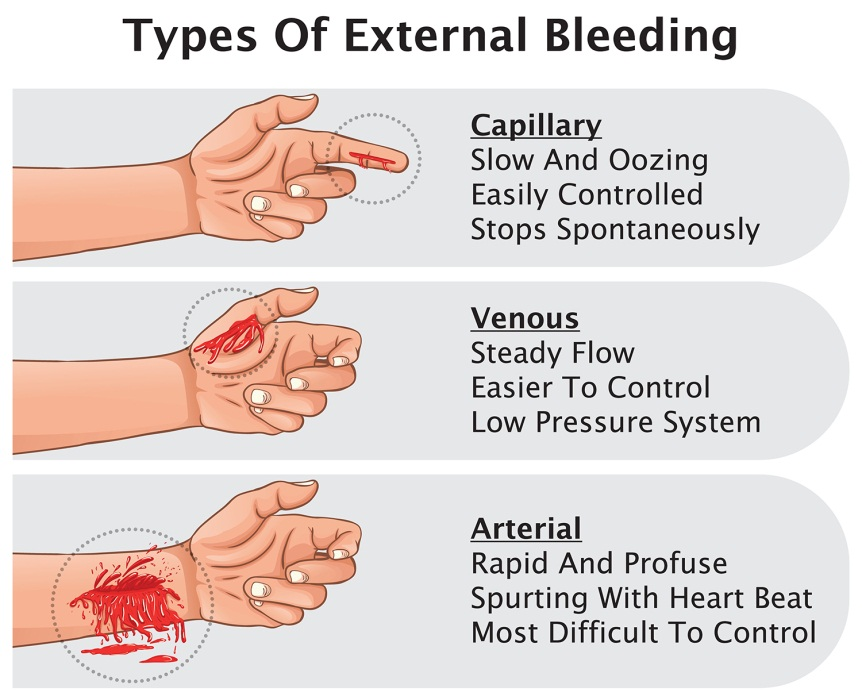 Types Of External Bleeding
Capillary
Slow And Oozing
Easily Controlled
Stops Spontaneously
Venous
Steady Flow
Easier To Control
Low Pressure System
Arterial
Rapid And Profuse
Spurting With Heart Beat
Most Difficult To Control